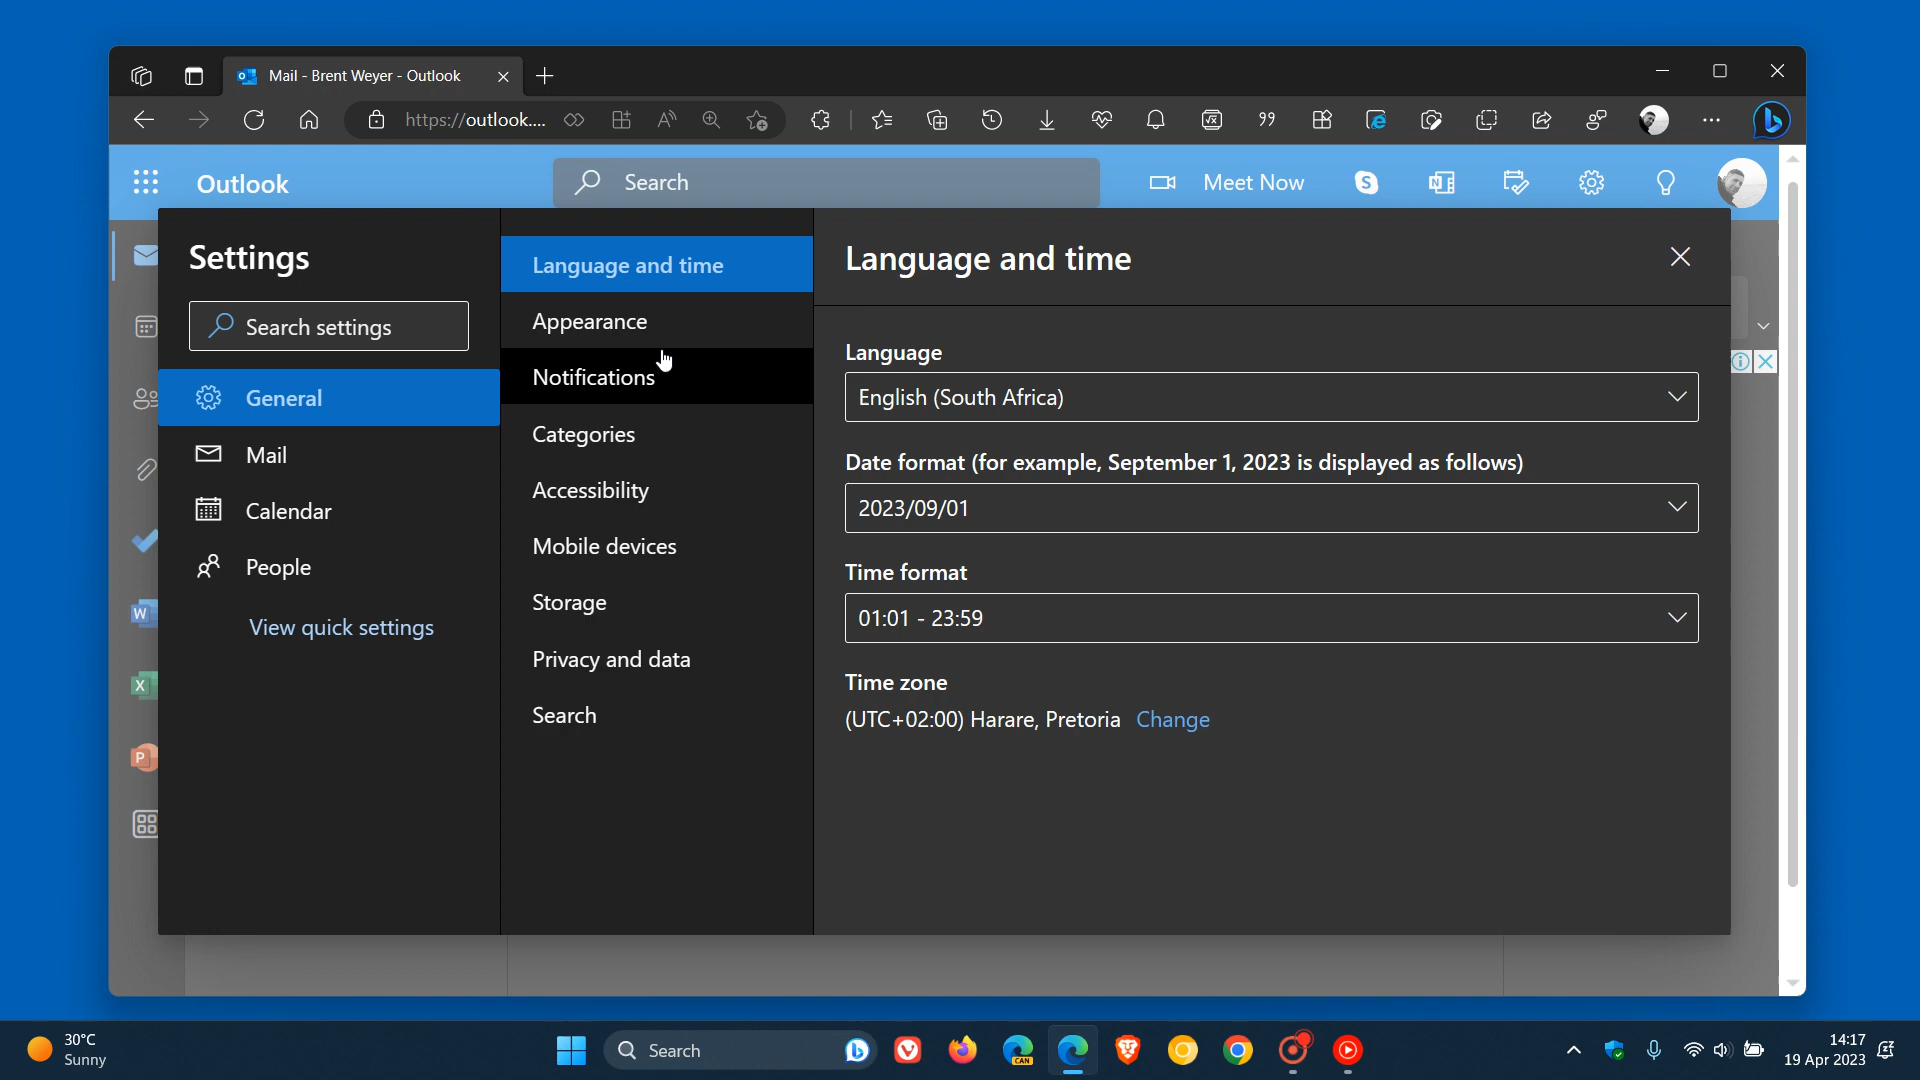 Mail - Brent Weyer - Outlook
https://outlook....
Outlook
Search
Meet Now
Settings
Search settings
General
Mail
Calendar
People
View quick settings
Language and time
Appearance
Notifications
Categories
Accessibility
Mobile devices
Storage
Privacy and data
Search
Language and time
Language
English (South Africa)
Date format (for example, September 1, 2023 is displayed as follows)
2023/09/01
Time format
01:01 - 23:59
Time zone
(UTC+02:00) Harare, Pretoria Change
30°C
Sunny
Search
CAN
14:17
19 Apr 2023